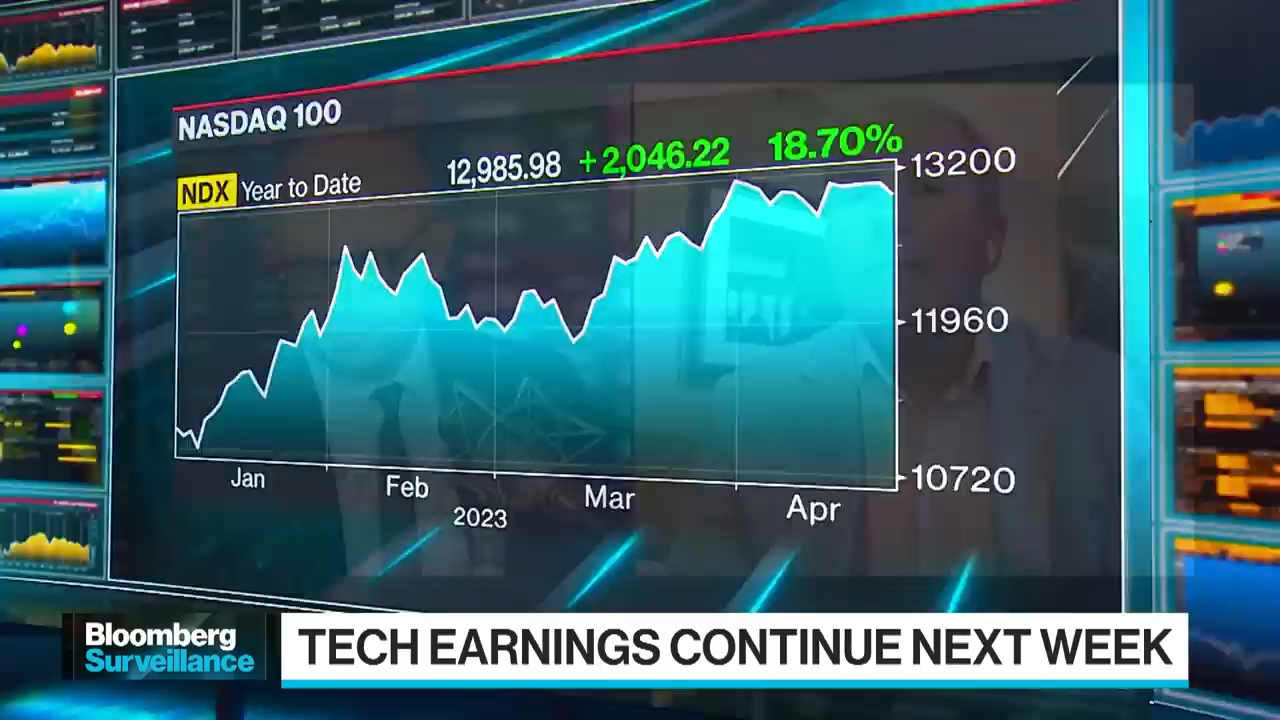 NASDAQ 100
12,985.98 +2,046.22 18.70%
NDX Year to Date
13200
11960
10720
Jan Feb Mar Apr
2023
Bloomberg
Surveillance
TECH EARNINGS CONTINUE NEXT WEEK